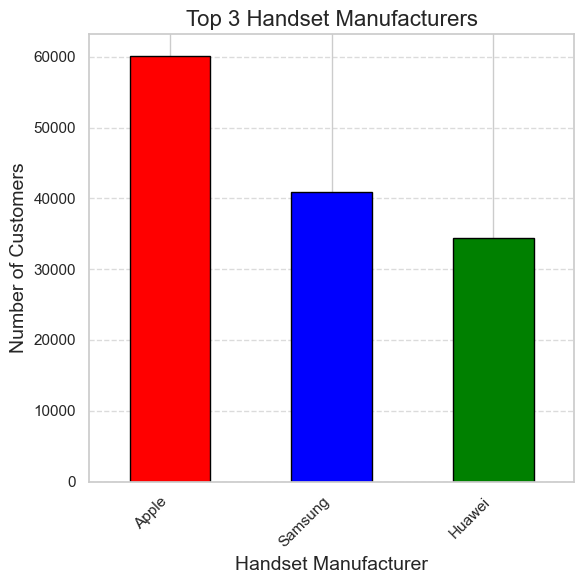 Top 3 Handset Manufacturers
Number of Customers
60000
50000
40000
30000
20000
10000
0
Apple
Samsung
Huawei
Handset Manufacturer